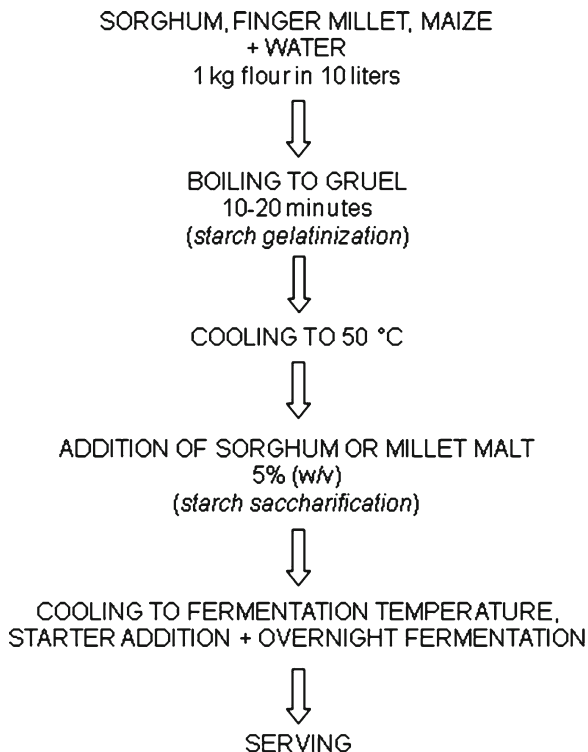 SORGHUM, FINGER MILLET, MAIZE
+ WATER
1 kg flour in 10 liters
BOILING TO GRUEL
10-20 minutes
(starch gelatinization)
COOLING TO 50 °C
ADDITION OF SORGHUM OR MILLET MALT
5% (w/v)
(starch saccharification)
COOLING TO FERMENTATION TEMPERATURE,
STARTER ADDITION + OVERNIGHT FERMENTATION
SERVING